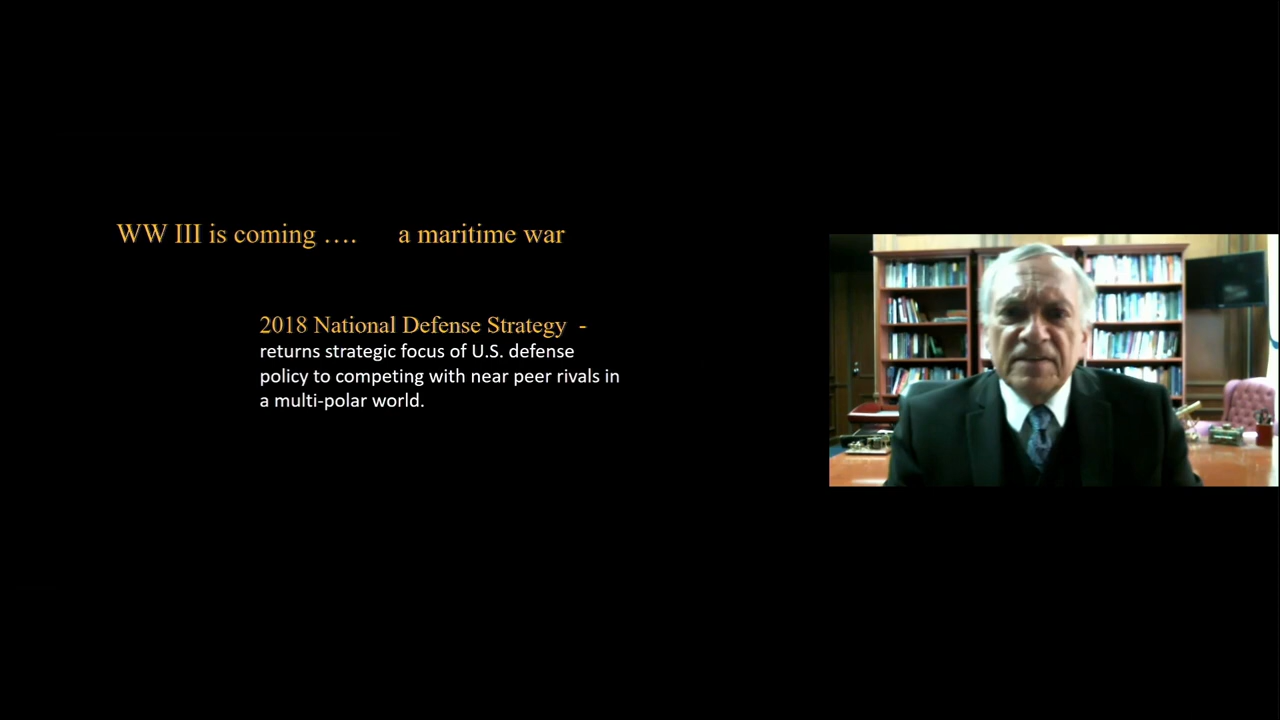 WW III is coming …. a maritime war
2018 National Defense Strategy -
returns strategic focus of U.S. defense
policy to competing with near peer rivals in
a multi-polar world.